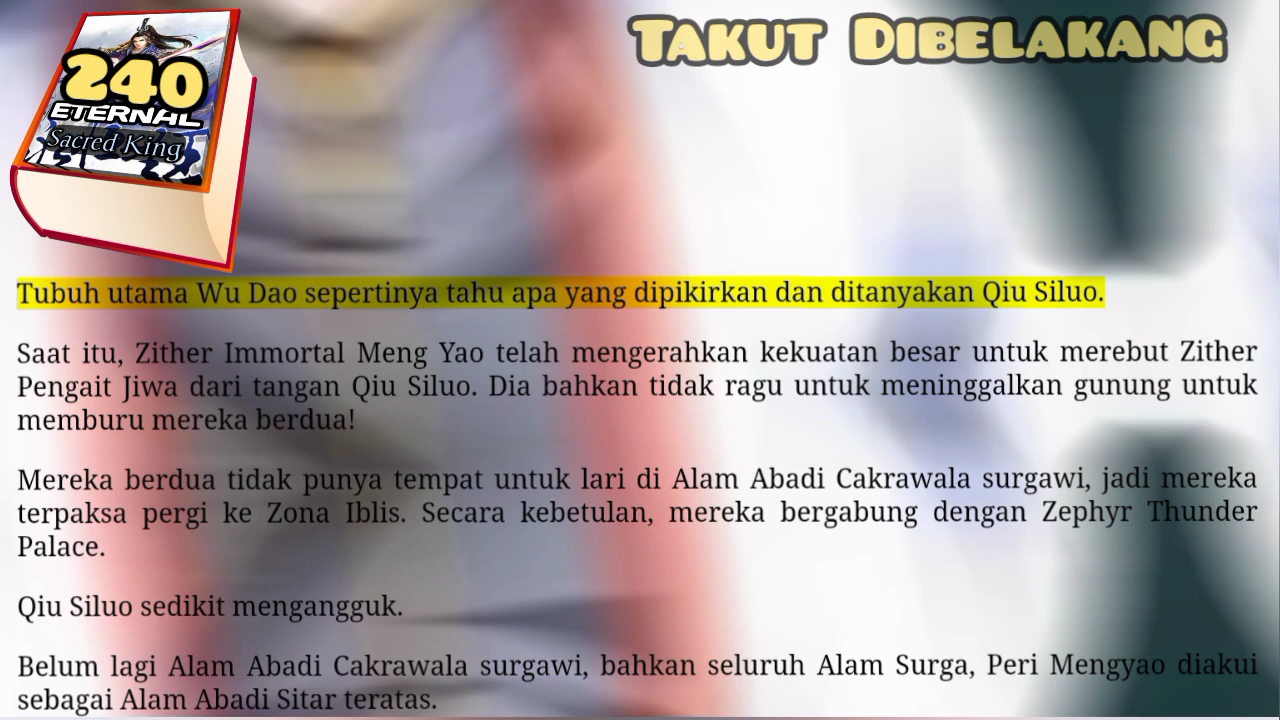 TAKUT DIBELAKANG
240
ETERNAL
Sacred King
Tubuh utama Wu Dao sepertinya tahu apa yang dipikirkan dan ditanyakan Qiu Siluo.
Saat itu, Zither Immortal Meng Yao telah mengerahkan kekuatan besar untuk merebut Zither
Pengait Jiwa dari tangan Qiu Siluo. Dia bahkan tidak ragu untuk meninggalkan gunung untuk
memburu mereka berdua!
Mereka berdua tidak punya tempat untuk lari di Alam Abadi Cakrawala surgawi, jadi mereka
terpaksa pergi ke Zona Iblis. Secara kebetulan, mereka bergabung dengan Zephyr Thunder
Palace.
Qiu Siluo sedikit mengangguk.
Belum lagi Alam Abadi Cakrawala surgawi, bahkan seluruh Alam Surga, Peri Mengyao diakui
sebagai Alam Abadi Sitar teratas.